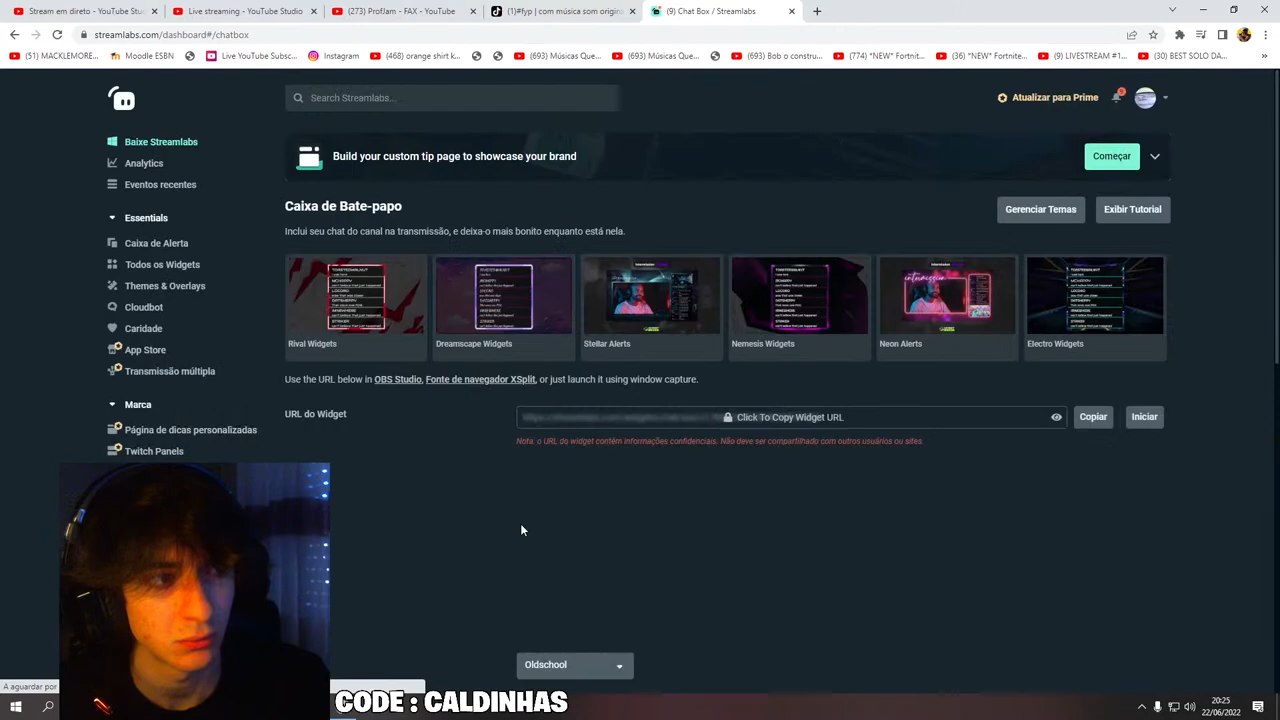 Stream em direto - YouTube Stu
Live streaming - YouTube Studio
(273) ProfJam - FAX - YouTube
(1)#fyp | com música som origin
(9) Chat Box / Streamlabs
streamlabs.com/dashboard#/chatbox
(51) MACKLEMORE...
Moodle ESBN
Live YouTube Subsc...
Instagram
(468) orange shirt k...
(693) Músicas Que...
(693) Músicas Que...
(693) Bob o constru...
(774) *NEW* Fortnit...
(36) *NEW* Fortnite...
(9) LIVESTREAM #1...
(30) BEST SOLO DA...
Search Streamlabs...
Atualizar para Prime
Baixe Streamlabs
Analytics
Eventos recentes
Essentials
Caixa de Alerta
Todos os Widgets
Themes & Overlays
Cloudbot
Caridade
App Store
Transmissão múltipla
Marca
Página de dicas personalizadas
Twitch Panels
Build your custom tip page to showcase your brand
Começar
Caixa de Bate-papo
Gerenciar Temas
Exibir Tutorial
Inclui seu chat do canal na transmissão, e deixa-o mais bonito enquanto está nela.
Rival Widgets
Dreamscape Widgets
Stellar Alerts
Nemesis Widgets
Neon Alerts
Electro Widgets
Use the URL below in OBS Studio, Fonte de navegador XSplit, or just launch it using window capture.
URL do Widget
Click To Copy Widget URL
Copiar
Iniciar
Nota: o URL do widget contém informações confidenciais. Não deve ser compartilhado com outros usuários ou sites.
Oldschool
A aguardar por
CODE : CALDINHAS
20:25
22/06/2022